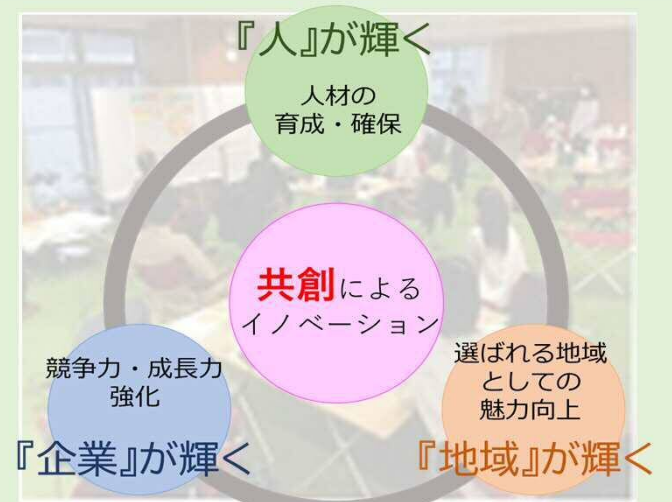 『人』が輝く
人材の
育成・確保
共創による
イノベーション
競争力・成長力
強化
『企業』が輝く
選ばれる地域
としての
魅力向上
『地域』が輝く